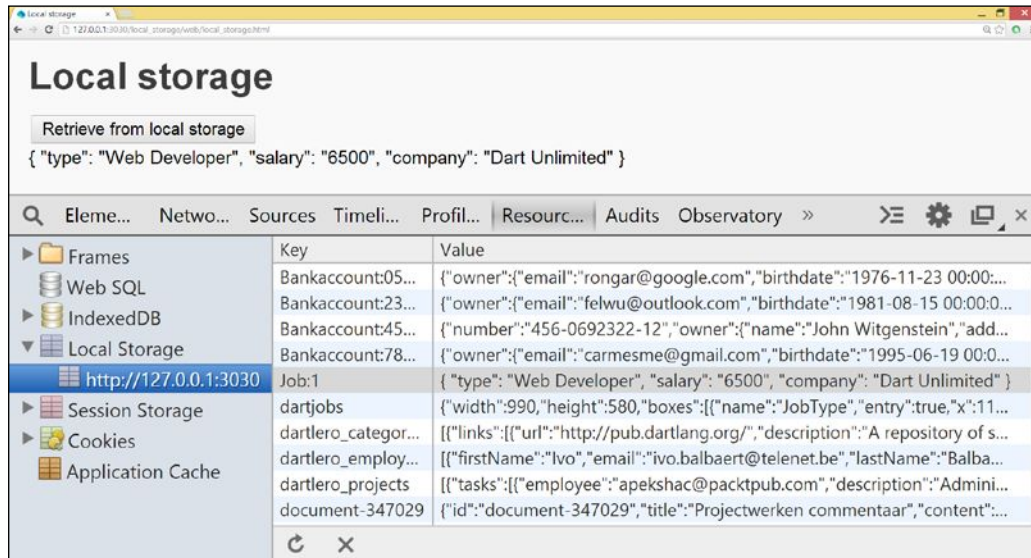 Local storage
127.0.0.1:3030/local_storage/web/local_storage.html
Local storage
Retrieve from local storage
{ "type": "Web Developer", "salary": "6500", "company": "Dart Unlimited" }
Eleme... Netwo... Sources Timeli... Profil... Resourc... Audits Observatory »
Frames
Web SQL
IndexedDB
Local Storage
http://127.0.0.1:3030
Session Storage
Cookies
Application Cache
Key Value
Bankaccount:05... {"owner":{"email":"rongar@google.com","birthdate":"1976-11-23 00:00:...
Bankaccount:23... {"owner":{"email":"felwu@outlook.com","birthdate":"1981-08-15 00:00:0...
Bankaccount:45... {"number":"456-0692322-12","owner":{"name":"John Witgenstein","add...
Bankaccount:78... {"owner":{"email":"carmesme@gmail.com","birthdate":"1995-06-19 00:0...
Job:1 { "type": "Web Developer", "salary": "6500", "company": "Dart Unlimited" }
dartjobs {"width":990,"height":580,"boxes":[{"name":"JobType","entry":true,"x":11...
dartlero_categor... [{"links":[{"url":"http://pub.dartlang.org/","description":"A repository of s...
dartlero_employ... [{"firstName":"Ivo","email":"ivo.balbaert@telenet.be","lastName":"Balba...
dartlero_projects [{"tasks":[{"employee":"apekshac@packtpub.com","description":"Admini...
document-347029 {"id":"document-347029","title":"Projectwerken commentaar","content":...